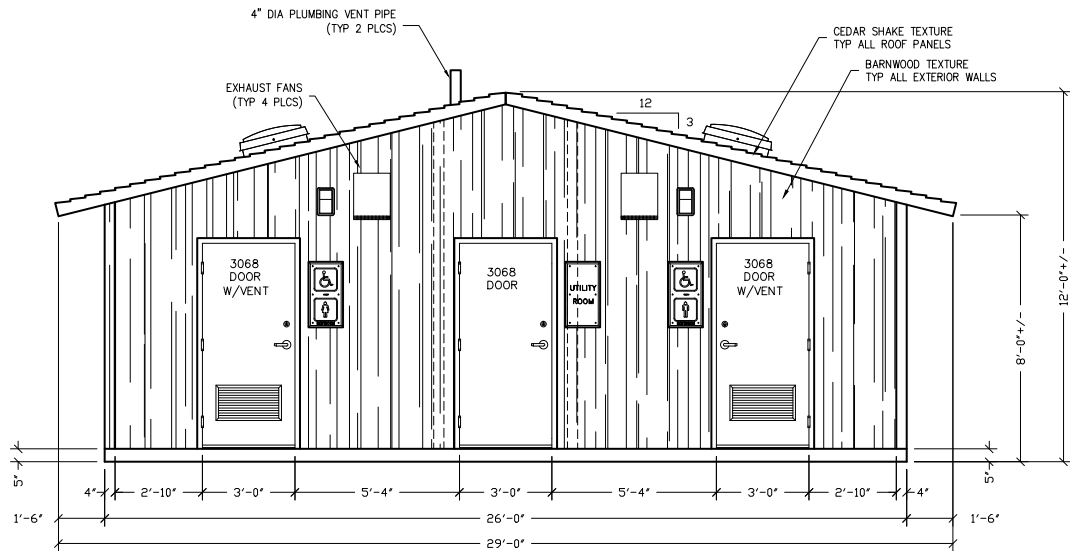 4" DIA PLUMBING VENT PIPE
(TYP 2 PLCS)
CEDAR SHAKE TEXTURE
TYP ALL ROOF PANELS
BARNWOOD TEXTURE
TYP ALL EXTERIOR WALLS
EXHAUST FANS
(TYP 4 PLCS)
12
3
3068
DOOR
W/VENT
3068
DOOR
UTILITY
ROOM
3068
DOOR
W/VENT
12'-0"+/-
8'-0"+/-
5"
5"
4"
2'-10"
3'-0"
5'-4"
3'-0"
5'-4"
3'-0"
2'-10"
4"
1'-6"
26'-0"
1'-6"
29'-0"